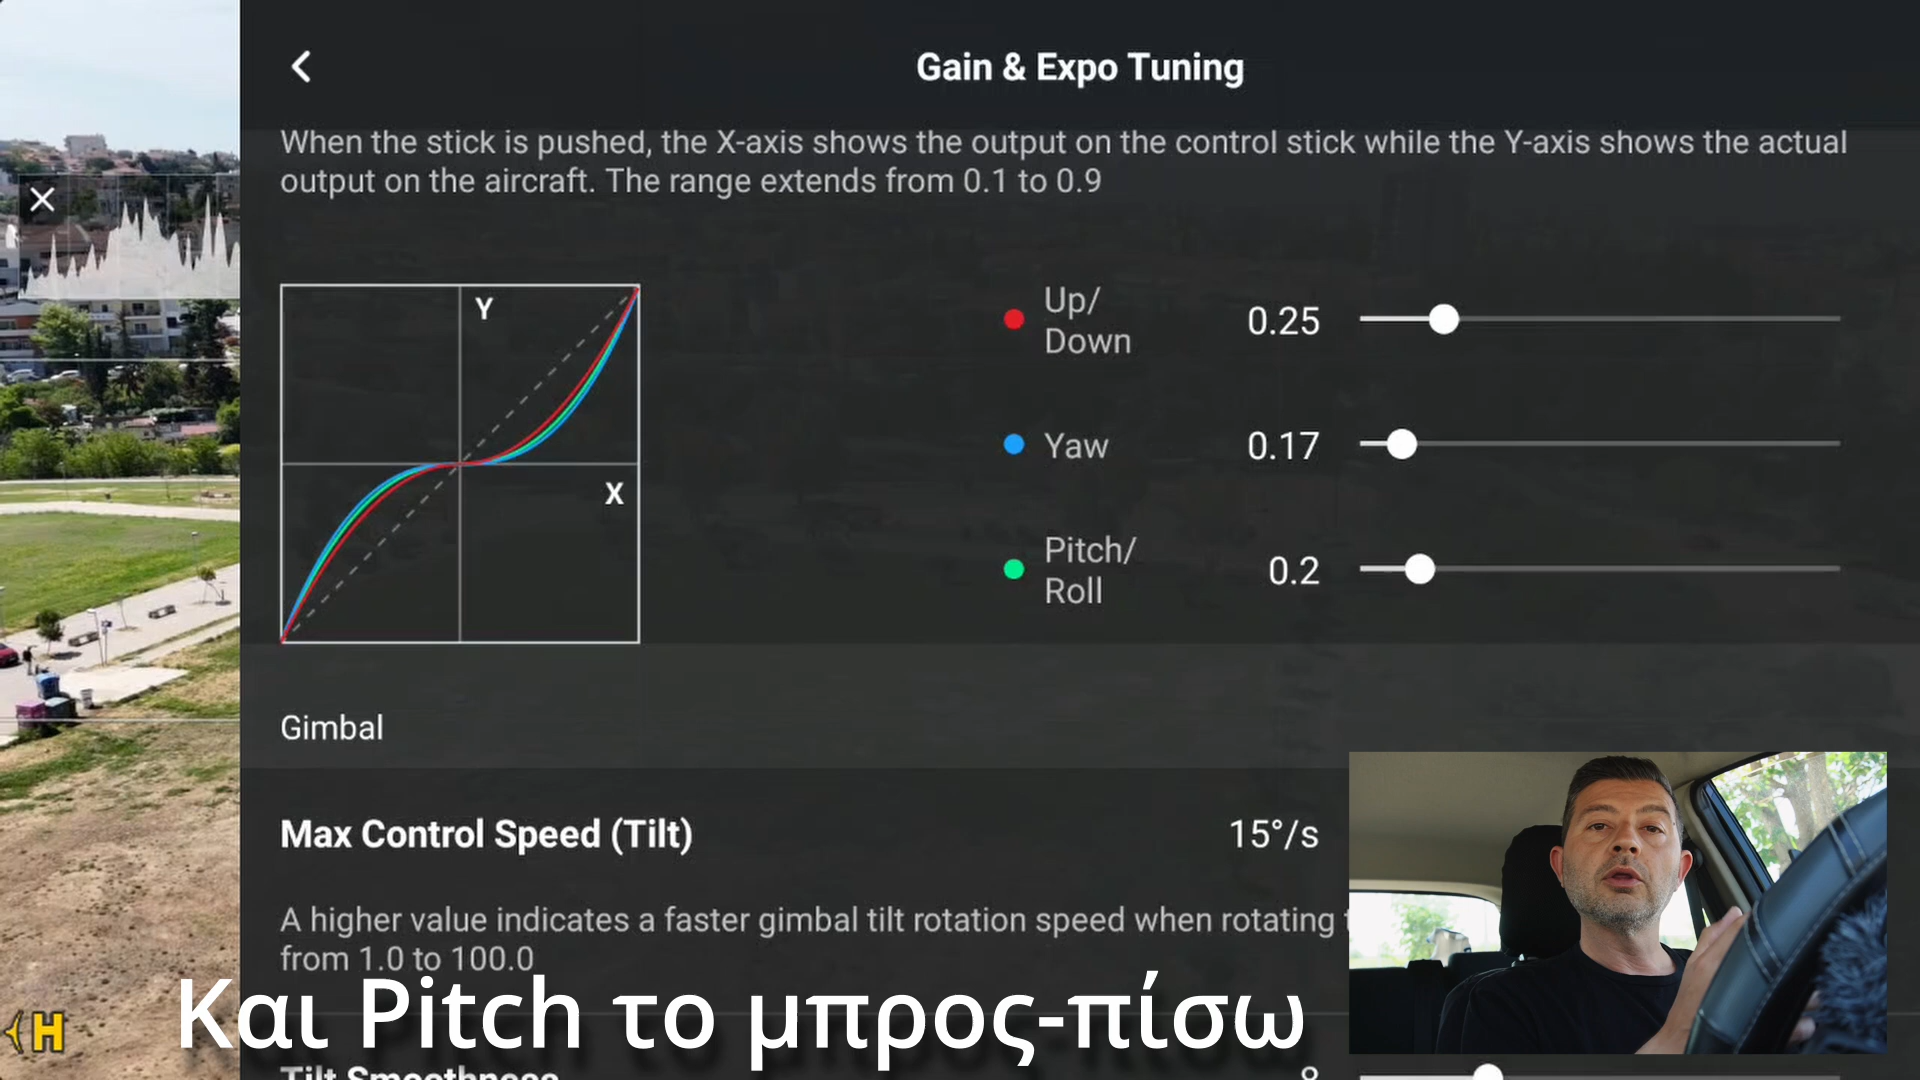 Gain & Expo Tuning
When the stick is pushed, the X-axis shows the output on the control stick while the Y-axis shows the actual
output on the aircraft. The range extends from 0.1 to 0.9
Y
X
Up/
Down
0.25
Yaw
0.17
Pitch/
Roll
0.2
Gimbal
Max Control Speed (Tilt)
15°/s
A higher value indicates a faster gimbal tilt rotation speed when rotating
from 1.0 to 100.0
Και Pitch το μπρος-πίσω
H
Tilt Smoothness
8